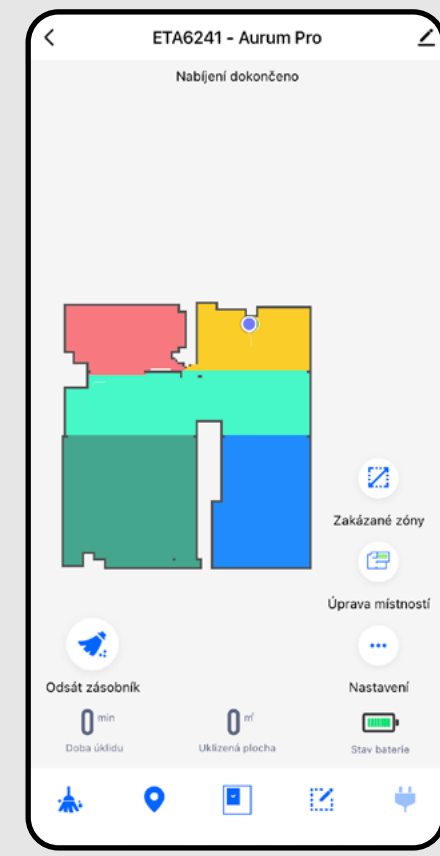 ETA6241 - Aurum Pro
Nabíjení dokončeno
Zakázané zóny
Úprava místností
Odsát zásobník
Nastavení
0 min
0 ㎡
Doba úklidu
Uklizená plocha
Stav baterie